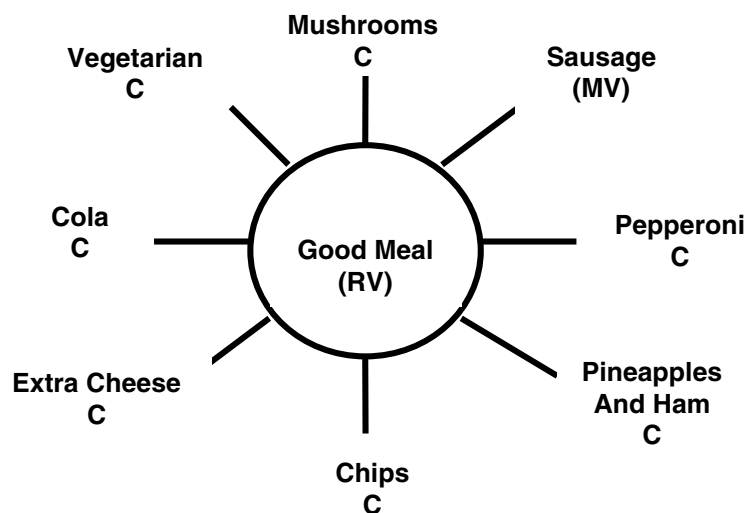 Mushrooms
C
Vegetarian
C
Sausage
(MV)
Cola
C
Good Meal
(RV)
Pepperoni
C
Extra Cheese
C
Pineapples
And Ham
C
Chips
C